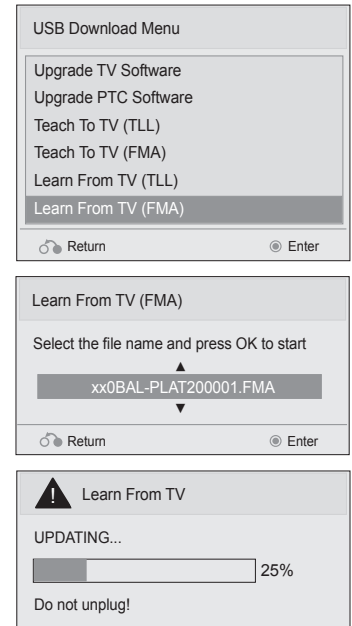 USB Download Menu
Upgrade TV Software
Upgrade PTC Software
Teach To TV (TLL)
Teach To TV (FMA)
Learn From TV (TLL)
Learn From TV (FMA)
Return Enter
Learn From TV (FMA)
Select the file name and press OK to start
▲
xx0BAL-PLAT200001.FMA
▼
Return Enter
! Learn From TV
UPDATING...
25%
Do not unplug!